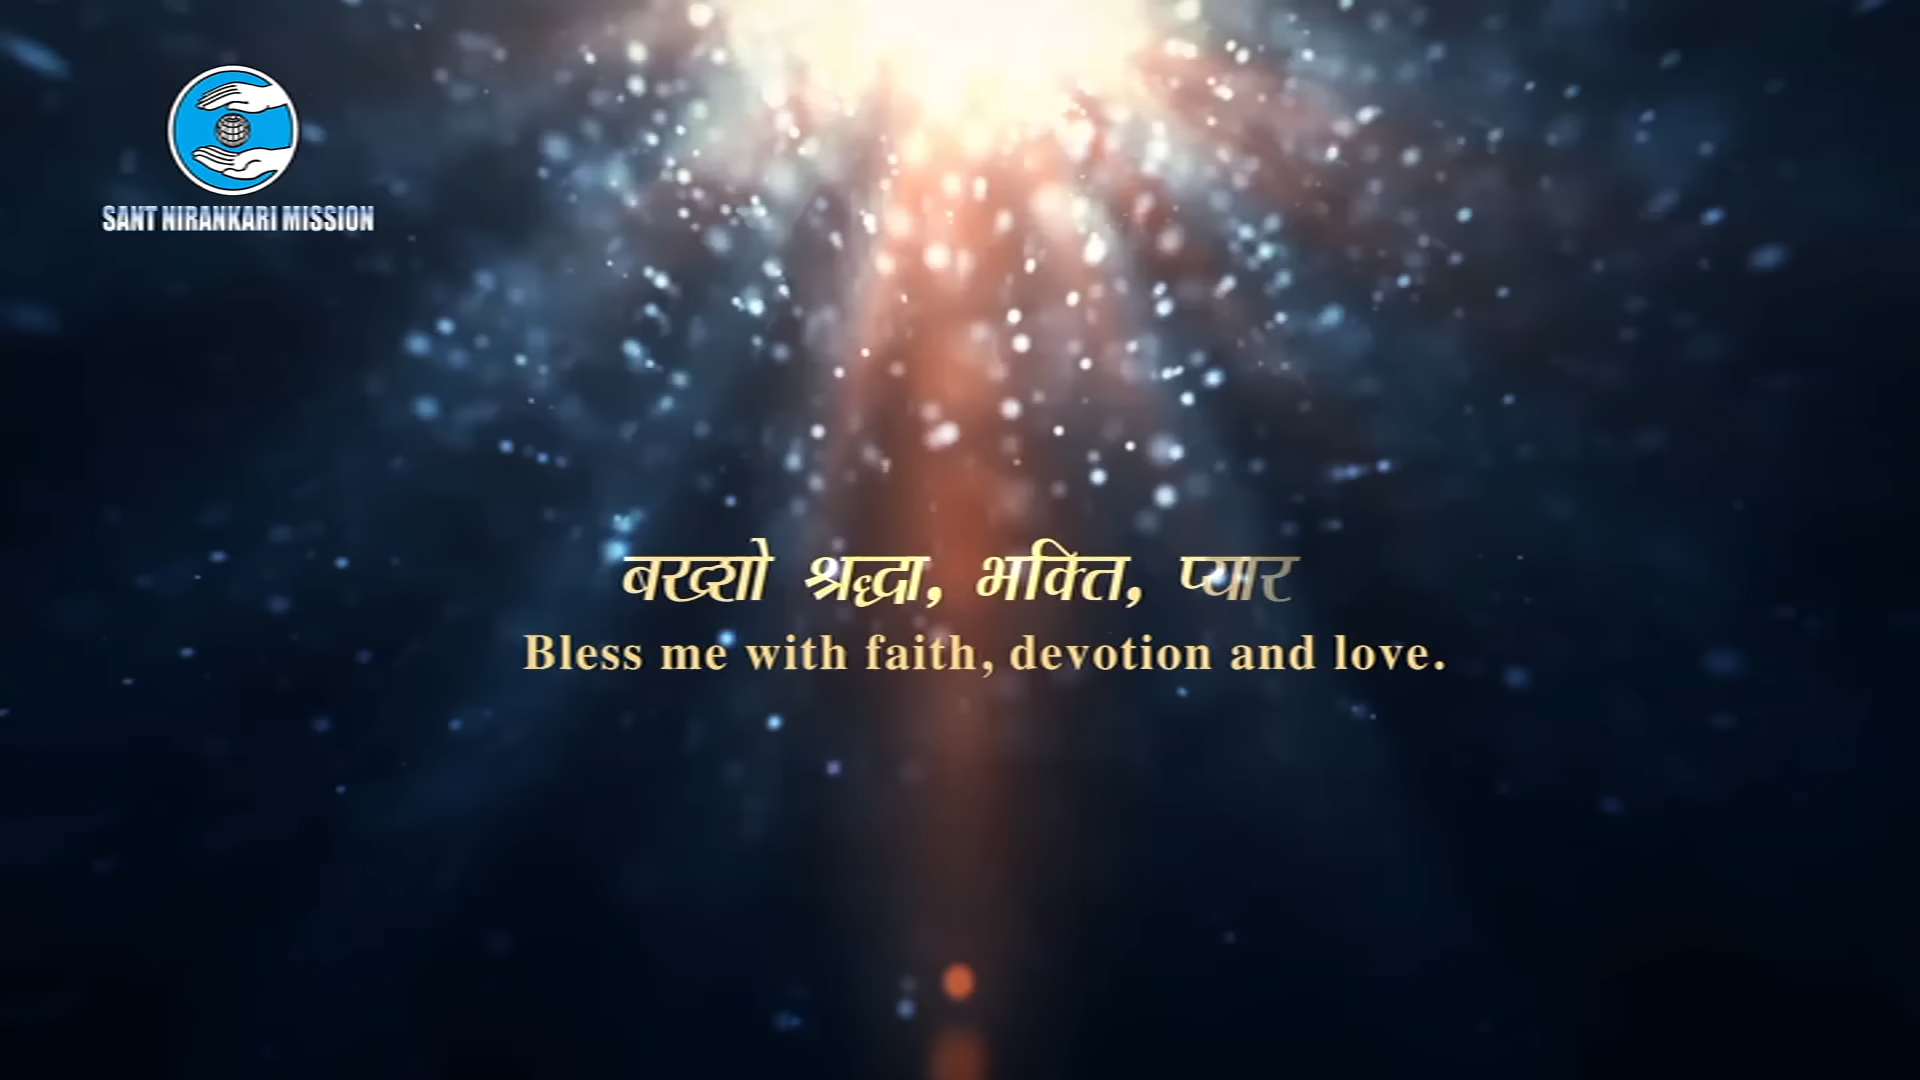 SANT NIRANKARI MISSION
बख्शो श्रद्धा, भक्ति, प्यार
Bless me with faith, devotion and love.